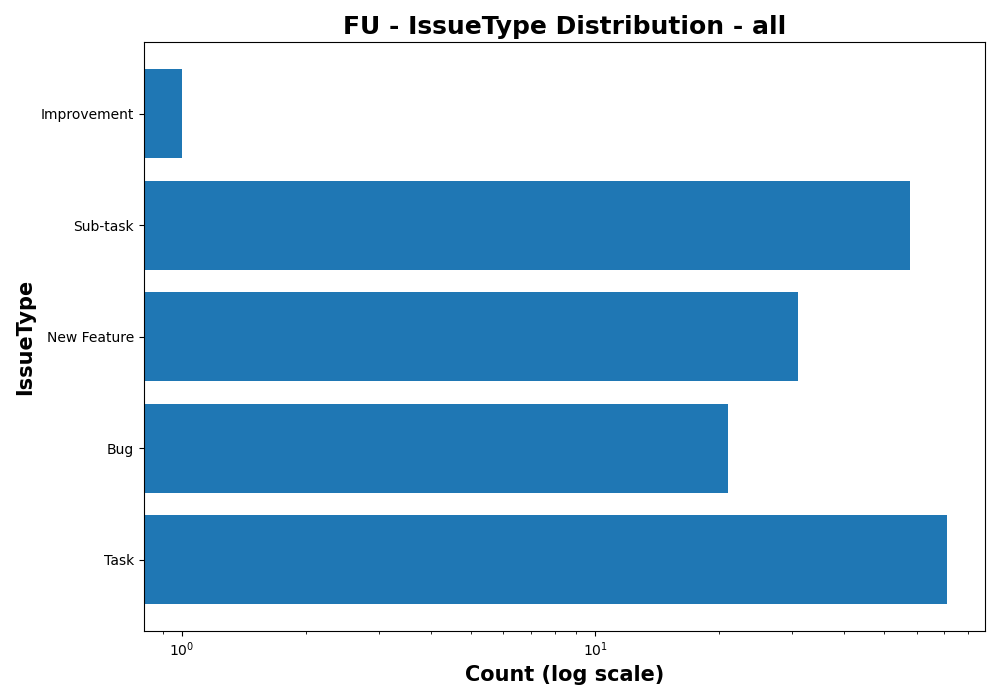 FU - IssueType Distribution - all
Improvement
Sub-task
New Feature
Bug
Task
IssueType
10⁰
10¹
Count (log scale)